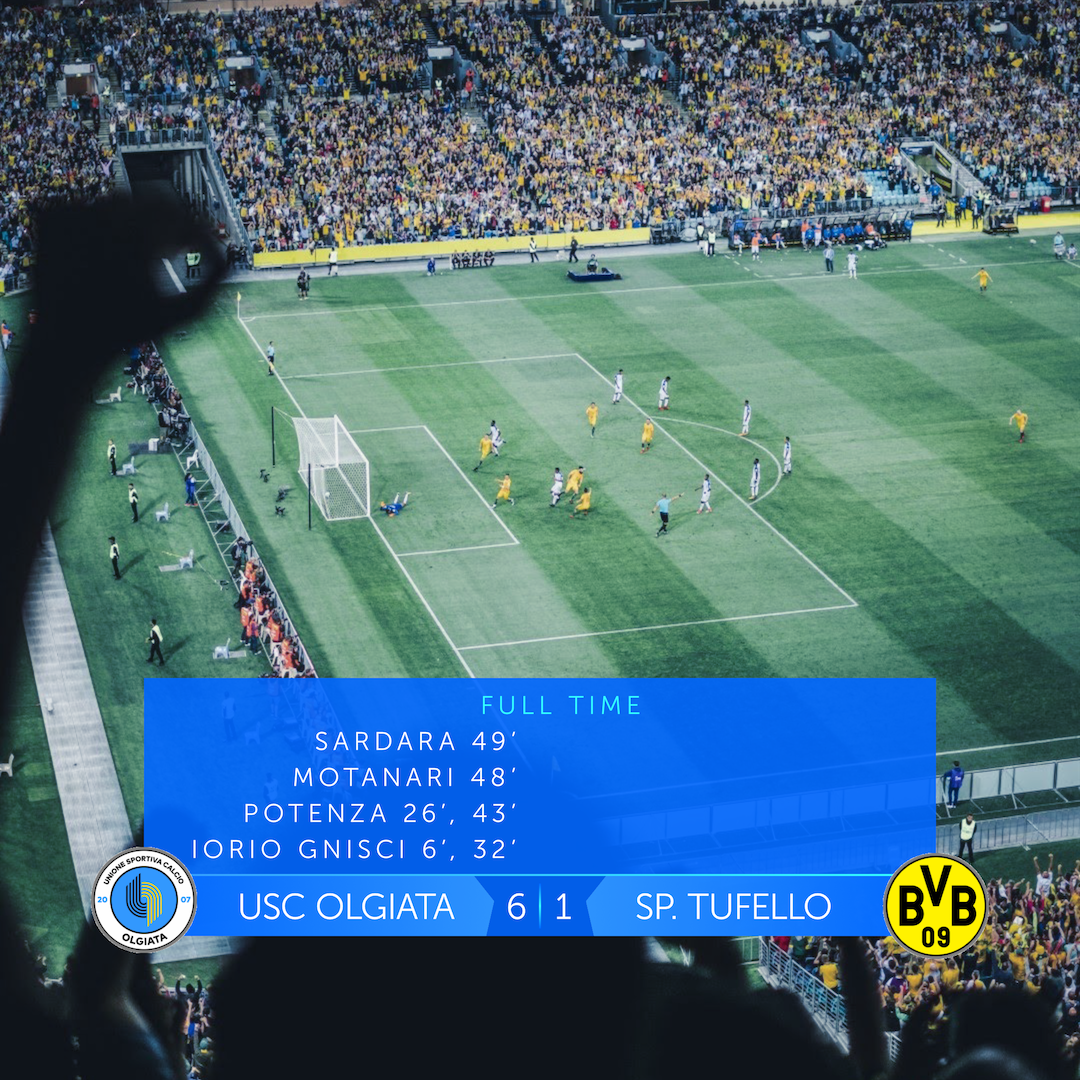 FULL TIME
SARDARA 49′
MOTANARI 48′
POTENZA 26′, 43′
IORIO GNISCI 6′, 32′
UNIONE SPORTIVA CALCIO
20 07
OLGIATA
USC OLGIATA 6 1 SP. TUFELLO
BVB
09